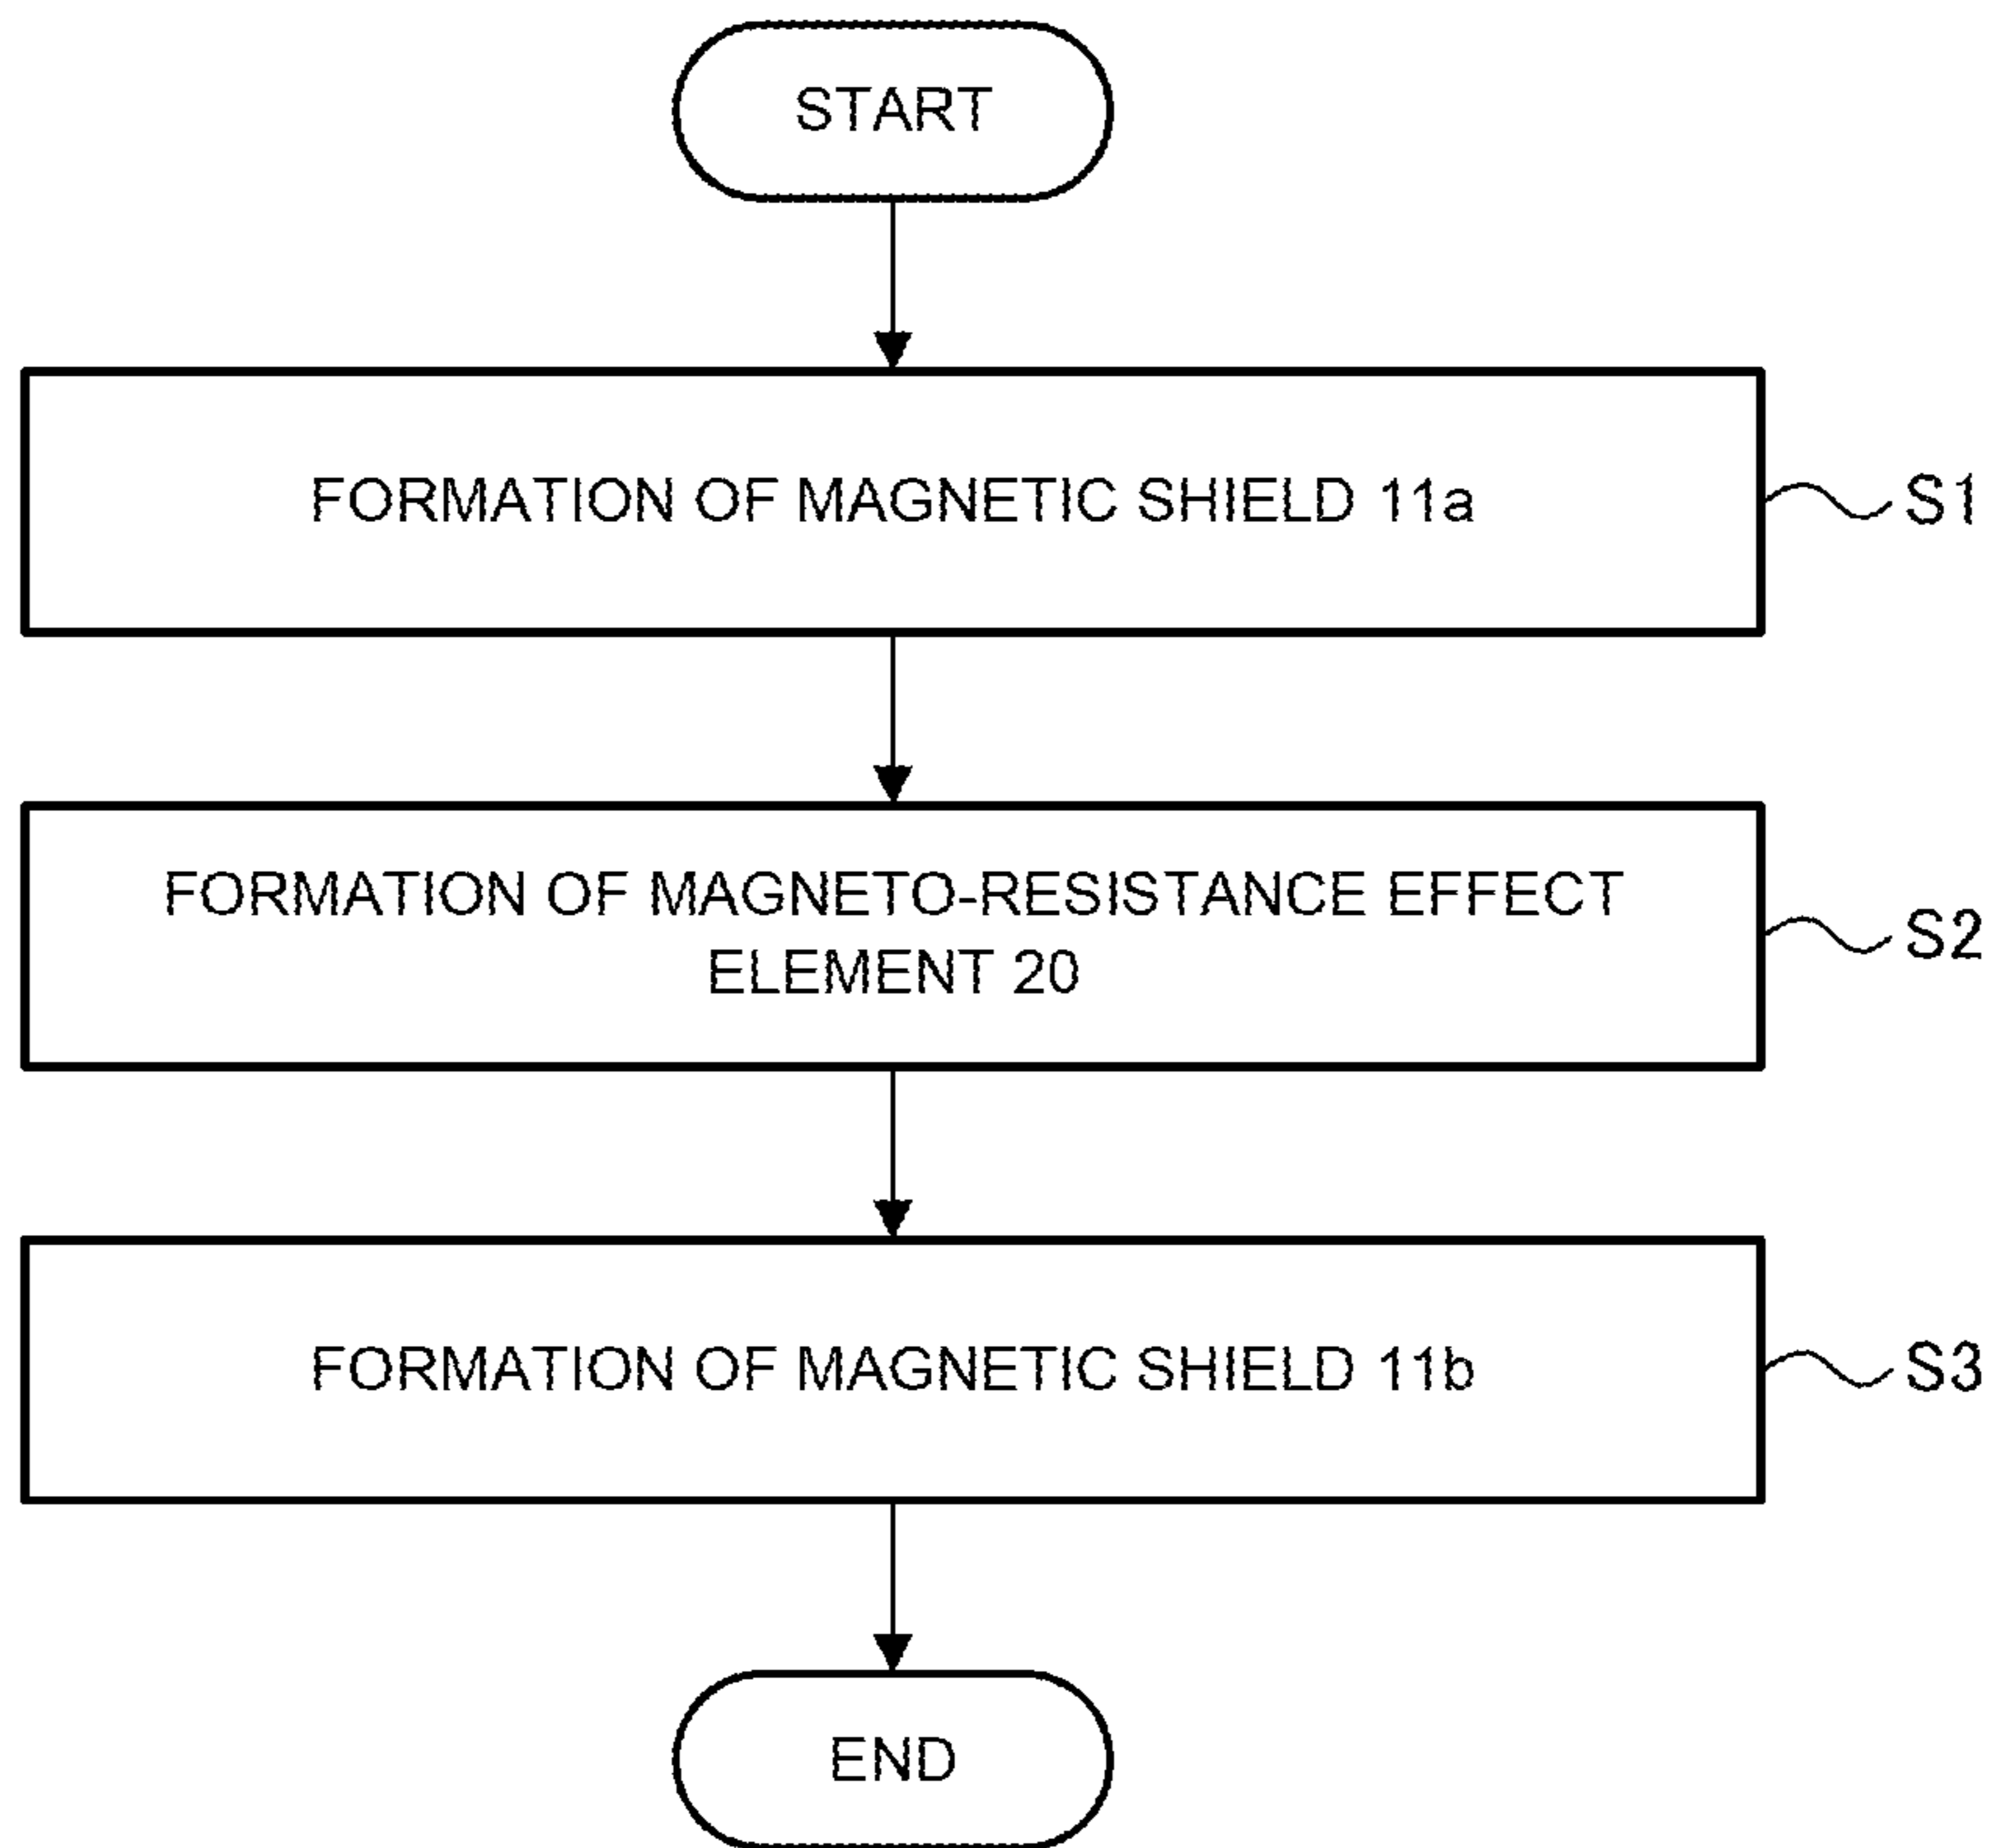 START
FORMATION OF MAGNETIC SHIELD 11a
S1
FORMATION OF MAGNETO-RESISTANCE EFFECT
ELEMENT 20
S2
FORMATION OF MAGNETIC SHIELD 11b
S3
END